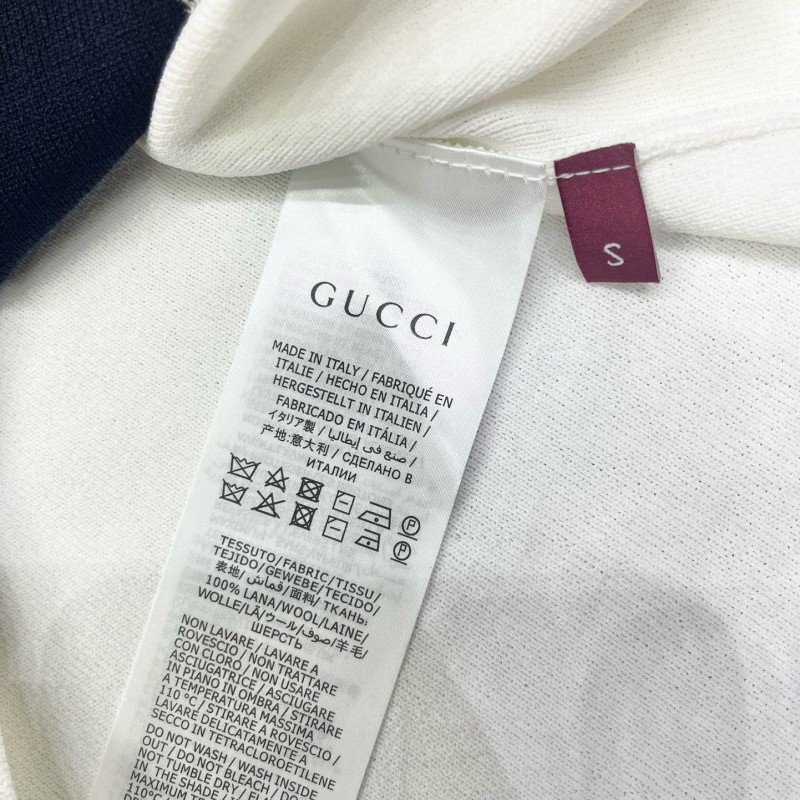 S
GUCCI
MADE IN ITALY / FABRIQUÉ EN
ITALIE / HECHO EN ITALIA /
HERGESTELLT IN ITALIEN /
FABRICADO EM ITÁLIA /
イタリア製 / صنع في إيطاليا /
产地:意大利 / СДЕЛАНО В
ИТАЛИИ
P
P
TESSUTO/FABRIC/TISSU/
TEJIDO/GEWEBE/TECIDO/
表地/قماش/面料/ ТКАНЬ:
100% LANA/WOOL/LAINE/
WOLLE/LÃ/ウール/صوف/羊毛/
ШЕРСТЬ
NON LAVARE / LAVARE A
ROVESCIO / NON TRATTARE
CON CLORO / NON USARE
ASCIUGATRICE / ASCIUGARE
IN PIANO IN OMBRA / STIRARE
A TEMPERATURA MASSIMA
110 °C / STIRARE A ROVESCIO /
LAVARE DELICATAMENTE A
SECCO IN TETRACLOROETILENE
DO NOT WASH / WASH INSIDE
OUT / DO NOT BLEACH / DO
NOT TUMBLE DRY /
IN THE SHADE /
MAXIMUM
110°C